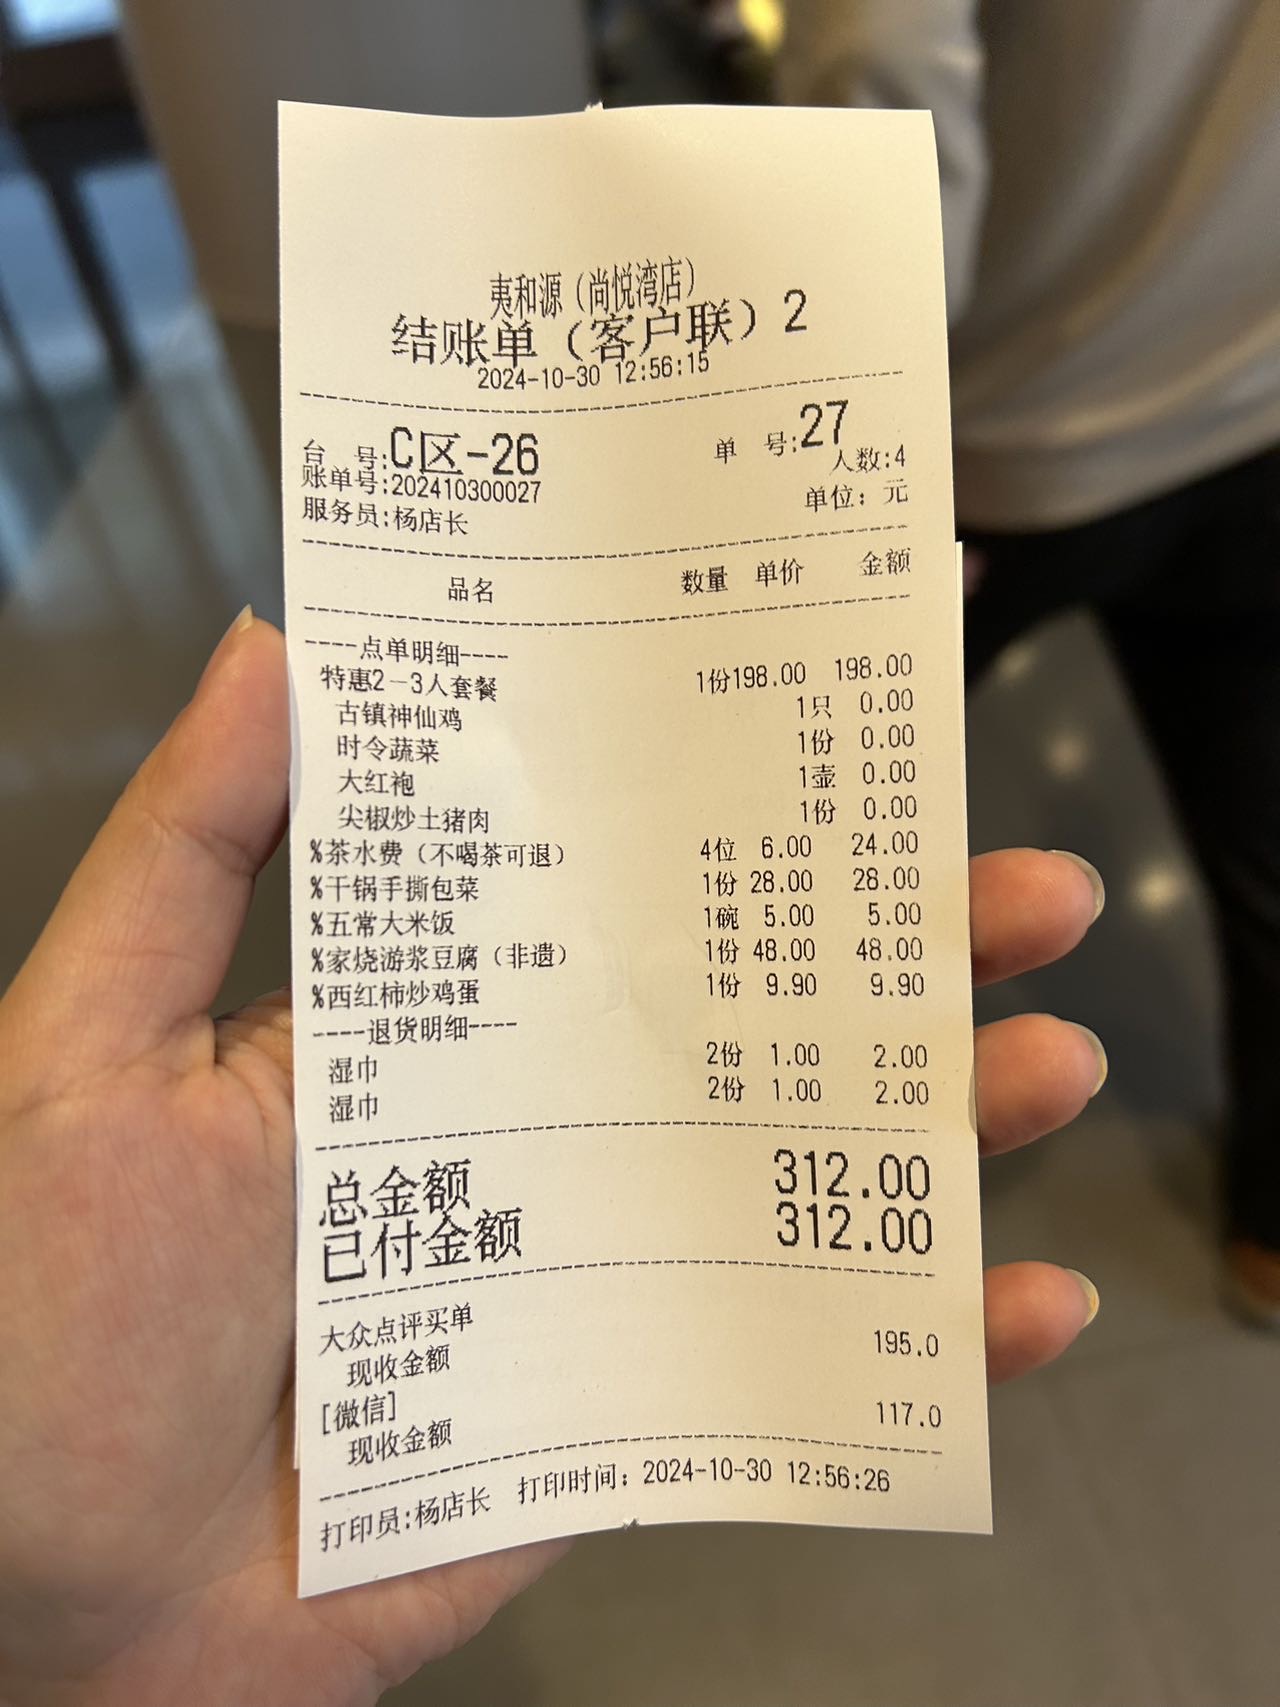 夷和源（尚悦湾店）
结账单（客户联）2
2024-10-30 12:56:15
台 号:C区-26 单 号:27
账单号:202410300027 人数:4
服务员:杨店长 单位：元
品名 数量 单价 金额
----点单明细----
特惠2-3人套餐 1份198.00 198.00
古镇神仙鸡 1只 0.00
时令蔬菜 1份 0.00
大红袍 1壶 0.00
尖椒炒土猪肉 1份 0.00
%茶水费（不喝茶可退） 4位 6.00 24.00
%干锅手撕包菜 1份 28.00 28.00
%五常大米饭 1碗 5.00 5.00
%家烧游浆豆腐（非遗） 1份 48.00 48.00
%西红柿炒鸡蛋 1份 9.90 9.90
----退货明细----
湿巾 2份 1.00 2.00
湿巾 2份 1.00 2.00
总金额 312.00
已付金额 312.00
大众点评买单
现收金额 195.0
[微信]
现收金额 117.0
打印员:杨店长 打印时间：2024-10-30 12:56:26